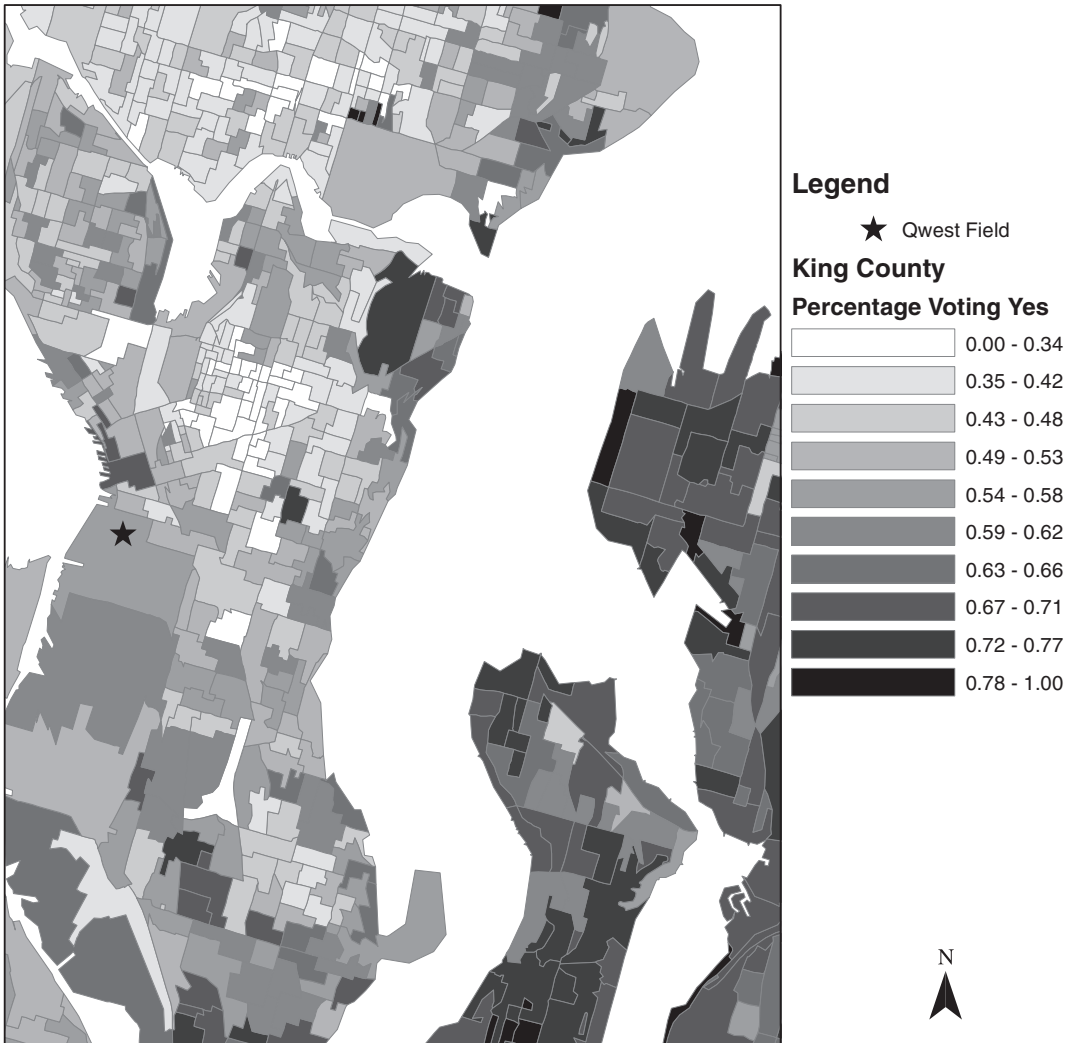 Legend
Qwest Field
King County
Percentage Voting Yes
0.00 - 0.34
0.35 - 0.42
0.43 - 0.48
0.49 - 0.53
0.54 - 0.58
0.59 - 0.62
0.63 - 0.66
0.67 - 0.71
0.72 - 0.77
0.78 - 1.00
N